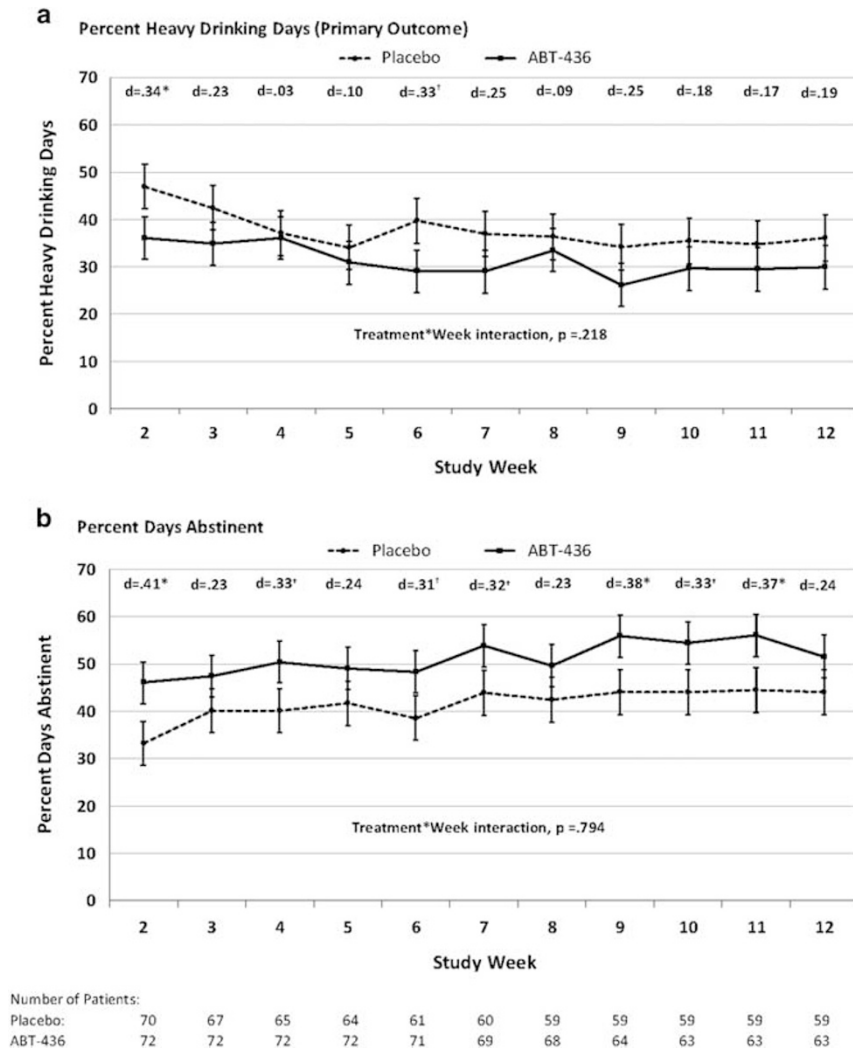 a
Percent Heavy Drinking Days (Primary Outcome)
Placebo ABT-436
70 d=.34* d=.23 d=.03 d=.10 d=.33† d=.25 d=.09 d=.25 d=.18 d=.17 d=.19
60
50
40
30
20
10
0
Percent Heavy Drinking Days
Treatment*Week interaction, p =.218
2 3 4 5 6 7 8 9 10 11 12
Study Week
b
Percent Days Abstinent
Placebo ABT-436
70 d=.41* d=.23 d=.33† d=.24 d=.31† d=.32† d=.23 d=.38* d=.33† d=.37* d=.24
60
50
40
30
20
10
0
Percent Days Abstinent
Treatment*Week interaction, p =.794
2 3 4 5 6 7 8 9 10 11 12
Study Week
Number of Patients:
Placebo: 70 67 65 64 61 60 59 59 59 59 59
ABT-436 72 72 72 72 71 69 68 64 63 63 63